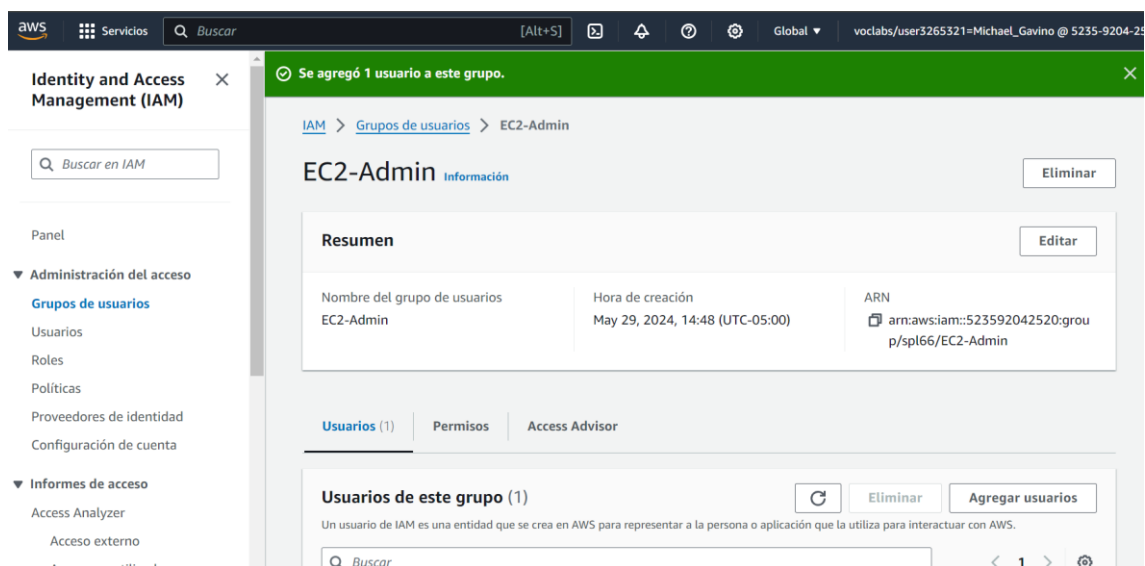 aws
Servicios
Buscar
[Alt+S]
Global
voclabs/user3265321=Michael_Gavino @ 5235-9204-25
Identity and Access
Management (IAM)
Buscar en IAM
Panel
Administración del acceso
Grupos de usuarios
Usuarios
Roles
Políticas
Proveedores de identidad
Configuración de cuenta
Informes de acceso
Access Analyzer
Acceso externo
Se agregó 1 usuario a este grupo.
IAM > Grupos de usuarios > EC2-Admin
EC2-Admin Información
Eliminar
Resumen
Editar
Nombre del grupo de usuarios
EC2-Admin
Hora de creación
May 29, 2024, 14:48 (UTC-05:00)
ARN
arn:aws:iam::523592042520:grou
p/spl66/EC2-Admin
Usuarios (1)
Permisos
Access Advisor
Usuarios de este grupo (1)
Eliminar
Agregar usuarios
Un usuario de IAM es una entidad que se crea en AWS para representar a la persona o aplicación que la utiliza para interactuar con AWS.
Buscar
1